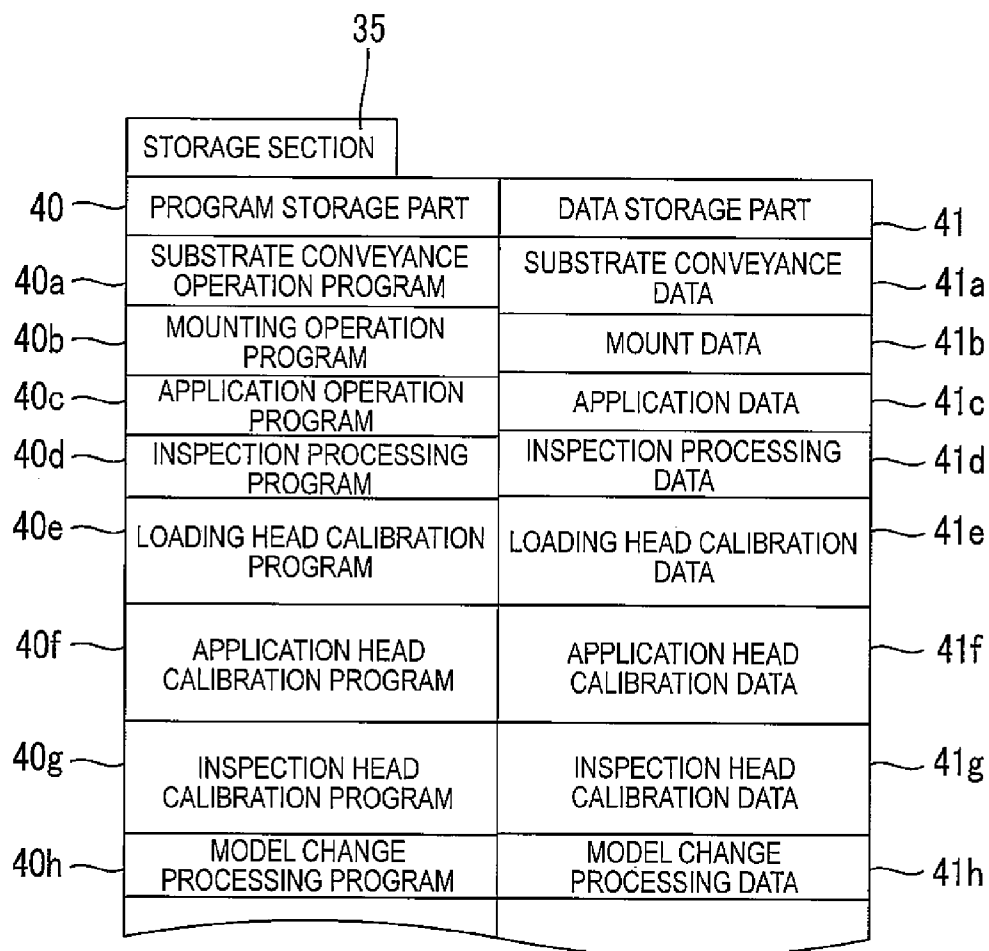 35
STORAGE SECTION
40
PROGRAM STORAGE PART
DATA STORAGE PART
41
40a
SUBSTRATE CONVEYANCE
OPERATION PROGRAM
SUBSTRATE CONVEYANCE
DATA
41a
40b
MOUNTING OPERATION
PROGRAM
MOUNT DATA
41b
40c
APPLICATION OPERATION
PROGRAM
APPLICATION DATA
41c
40d
INSPECTION PROCESSING
PROGRAM
INSPECTION PROCESSING
DATA
41d
40e
LOADING HEAD CALIBRATION
PROGRAM
LOADING HEAD CALIBRATION
DATA
41e
40f
APPLICATION HEAD
CALIBRATION PROGRAM
APPLICATION HEAD
CALIBRATION DATA
41f
40g
INSPECTION HEAD
CALIBRATION PROGRAM
INSPECTION HEAD
CALIBRATION DATA
41g
40h
MODEL CHANGE
PROCESSING PROGRAM
MODEL CHANGE
PROCESSING DATA
41h